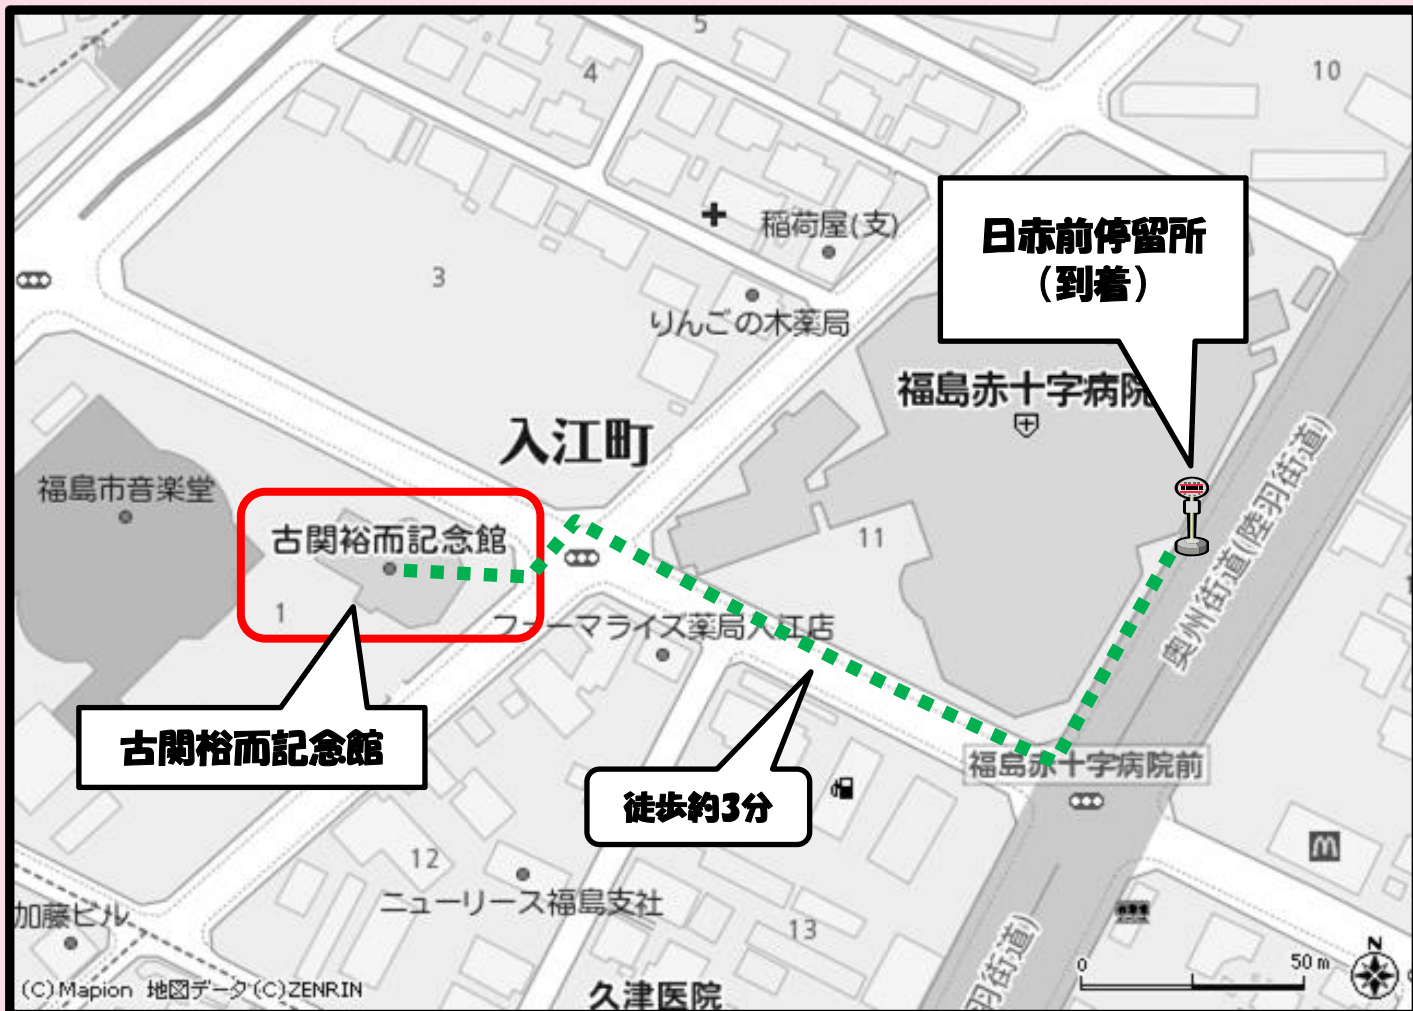 5
4
10
稲荷屋(支)
3
りんごの木薬局
日赤前停留所
(到着)
福島赤十字病院
入江町
福島市音楽堂
古関裕而記念館
11
奥州街道(陸羽街道)
1
ファーマライズ薬局入江店
古関裕而記念館
福島赤十字病院前
徒歩約3分
12
ニューリース福島支社
加藤ビル
13
羽街道)
N
0
50 m
(C)Mapion 地図データ(C)ZENRIN
久津医院